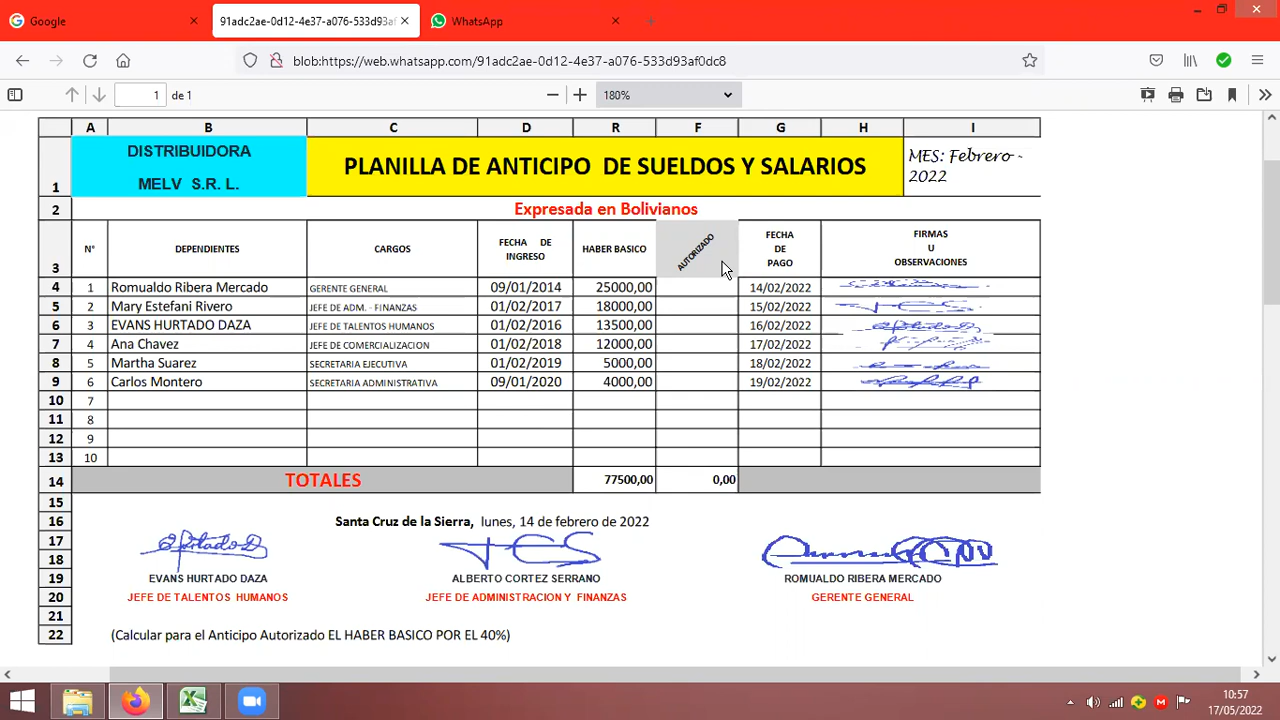 Google
91adc2ae-0d12-4e37-a076-533d93af
WhatsApp
blob:https://web.whatsapp.com/91adc2ae-0d12-4e37-a076-533d93af0dc8
1 de 1
180%
A B C D R F G H I
DISTRIBUIDORA
MELV S.R. L.
PLANILLA DE ANTICIPO DE SUELDOS Y SALARIOS
MES: Febrero -
2022
1
2 Expresada en Bolivianos
3 N° DEPENDIENTES CARGOS FECHA DE INGRESO HABER BASICO AUTORIZADO FECHA DE PAGO FIRMAS U OBSERVACIONES
4 1 Romualdo Ribera Mercado GERENTE GENERAL 09/01/2014 25000,00 14/02/2022
5 2 Mary Estefani Rivero JEFE DE ADM. - FINANZAS 01/02/2017 18000,00 15/02/2022
6 3 EVANS HURTADO DAZA JEFE DE TALENTOS HUMANOS 01/02/2016 13500,00 16/02/2022
7 4 Ana Chavez JEFE DE COMERCIALIZACION 01/02/2018 12000,00 17/02/2022
8 5 Martha Suarez SECRETARIA EJECUTIVA 01/02/2019 5000,00 18/02/2022
9 6 Carlos Montero SECRETARIA ADMINISTRATIVA 09/01/2020 4000,00 19/02/2022
10 7
11 8
12 9
13 10
14 TOTALES 77500,00 0,00
15
16 Santa Cruz de la Sierra, lunes, 14 de febrero de 2022
17
18
19 EVANS HURTADO DAZA ALBERTO CORTEZ SERRANO ROMUALDO RIBERA MERCADO
20 JEFE DE TALENTOS HUMANOS JEFE DE ADMINISTRACION Y FINANZAS GERENTE GENERAL
21
22 (Calcular para el Anticipo Autorizado EL HABER BASICO POR EL 40%)
10:57
17/05/2022